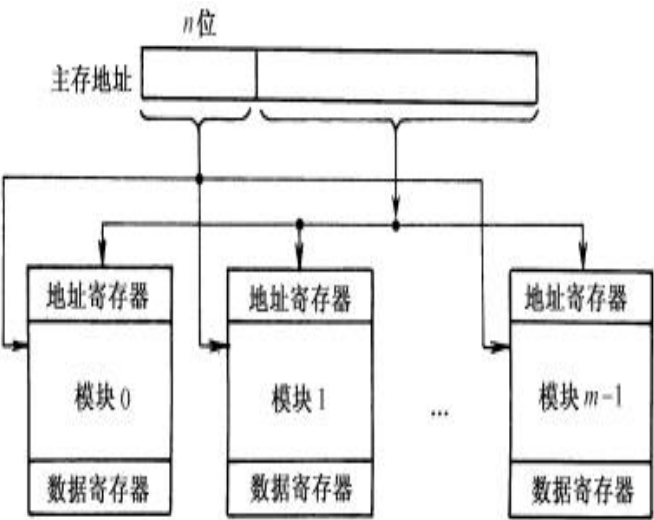 n位
主存地址
地址寄存器 地址寄存器 地址寄存器
模块0 模块1 ... 模块m-1
数据寄存器 数据寄存器 数据寄存器